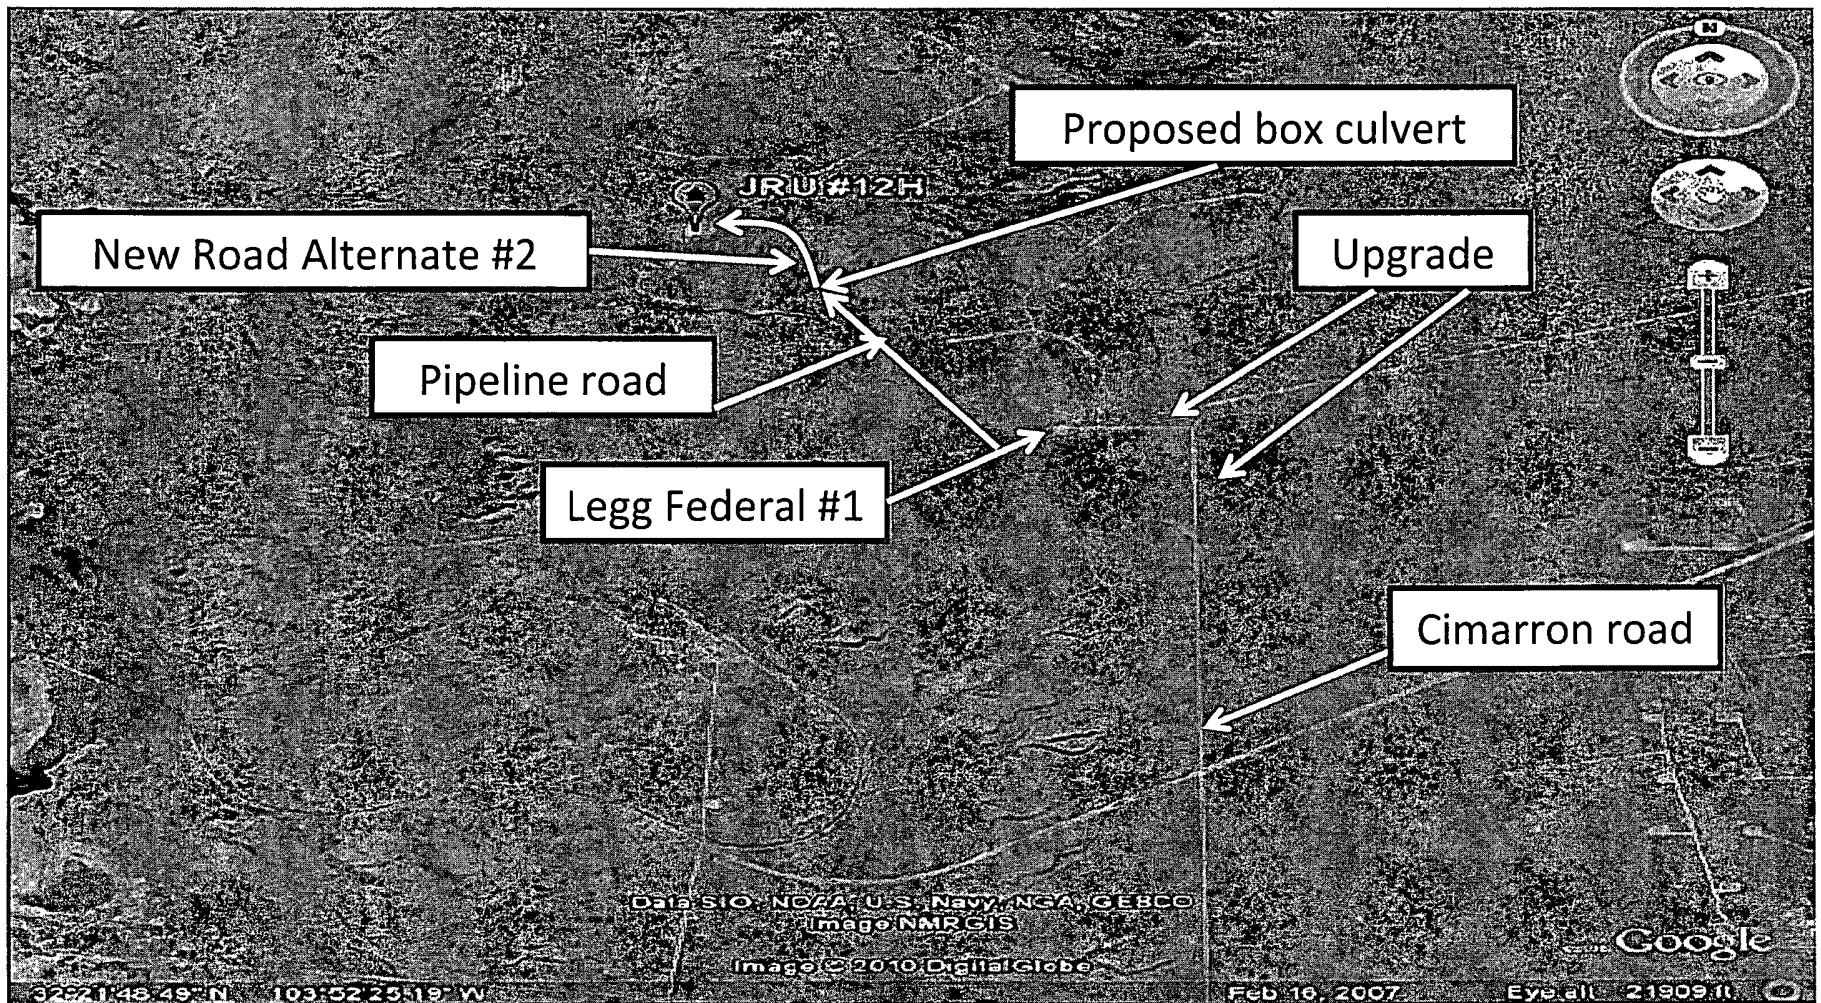 N
Proposed box culvert
JRU #12H
New Road Alternate #2
Upgrade
Pipeline road
Legg Federal #1
Cimarron road
Data SIO, NOAA, U.S. Navy, NGA, GEBCO
Image NMRGIS
Google
Image © 2010 DigitalGlobe
32°21'48.49" N 103°52'25.19" W
Feb 16, 2007
Eye alt 21909 ft